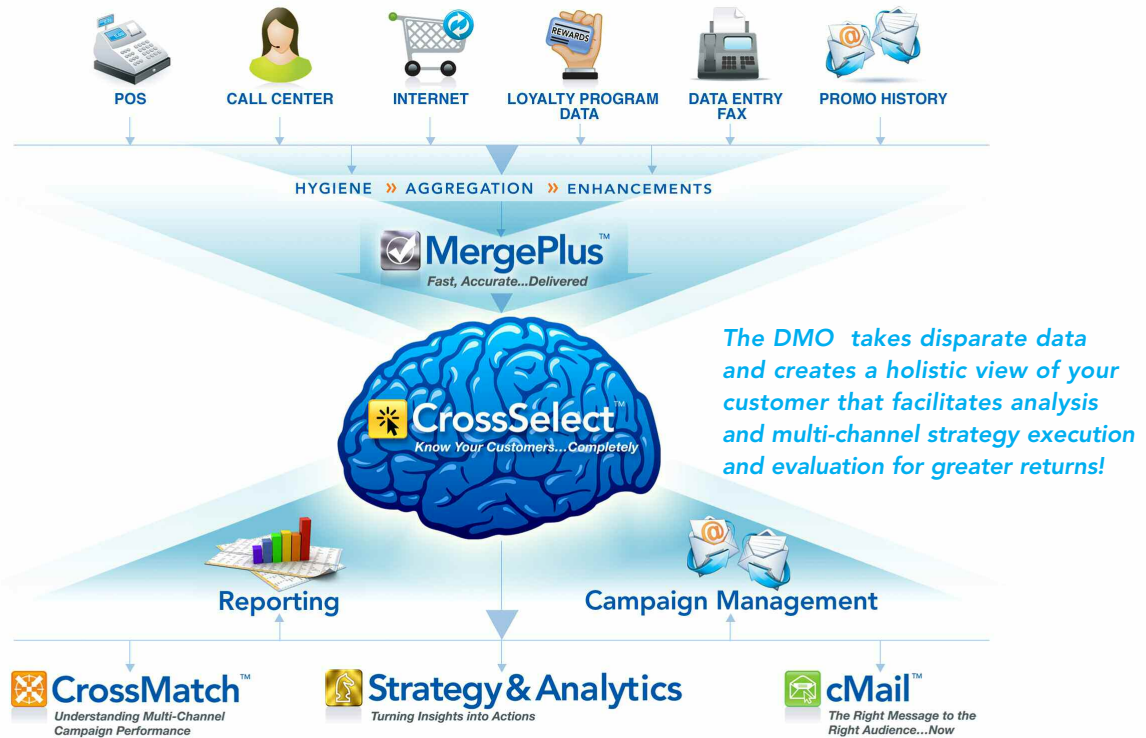 REWARDS
@
POS
CALL CENTER
INTERNET
LOYALTY PROGRAM
DATA
DATA ENTRY
FAX
PROMO HISTORY
HYGIENE » AGGREGATION » ENHANCEMENTS
MergePlus™
Fast, Accurate...Delivered
The DMO takes disparate data
and creates a holistic view of your
customer that facilitates analysis
and multi-channel strategy execution
and evaluation for greater returns!
CrossSelect™
Know Your Customers...Completely
@
Reporting
Campaign Management
CrossMatch™
Understanding Multi-Channel
Campaign Performance
Strategy & Analytics
Turning Insights into Actions
cMail™
The Right Message to the
Right Audience...Now